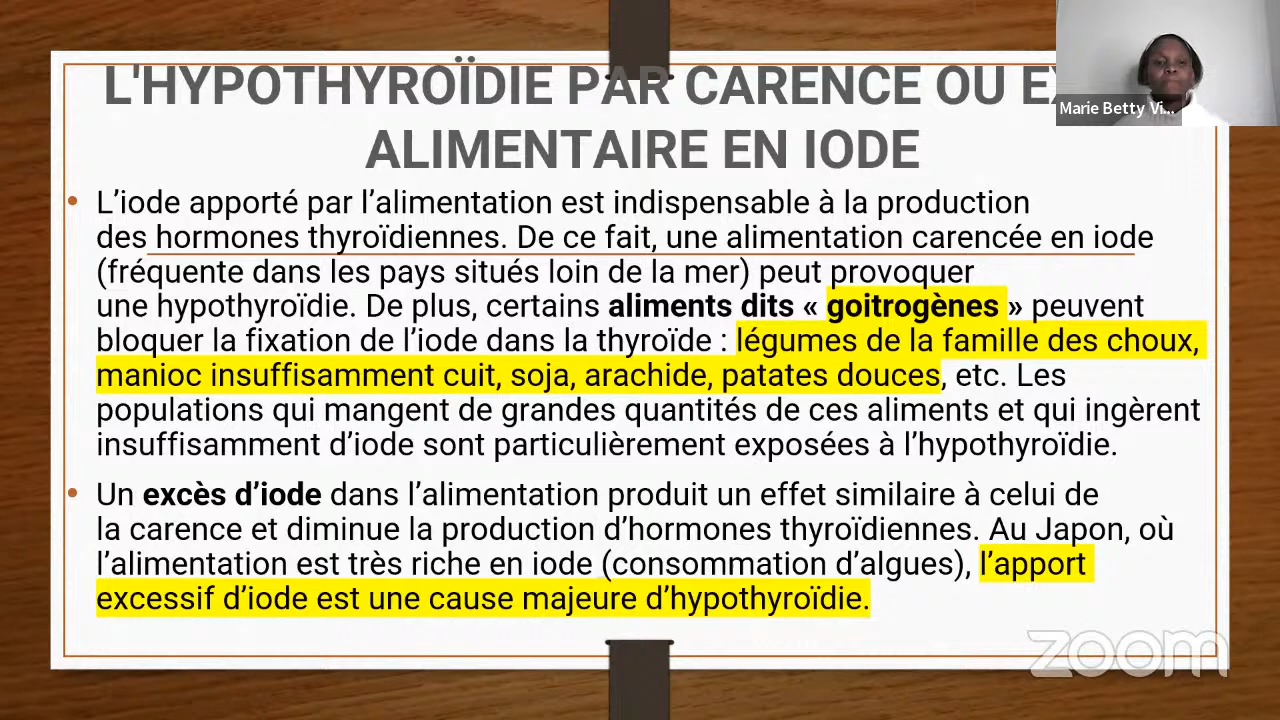 L'HYPOTHYROÏDIE PAR CARENCE OU
ALIMENTAIRE EN IODE
Marie Betty Vi...
• L’iode apporté par l’alimentation est indispensable à la production
des hormones thyroïdiennes. De ce fait, une alimentation carencée en iode
(fréquente dans les pays situés loin de la mer) peut provoquer
une hypothyroïdie. De plus, certains aliments dits « goitrogènes » peuvent
bloquer la fixation de l’iode dans la thyroïde : légumes de la famille des choux,
manioc insuffisamment cuit, soja, arachide, patates douces, etc. Les
populations qui mangent de grandes quantités de ces aliments et qui ingèrent
insuffisamment d’iode sont particulièrement exposées à l’hypothyroïdie.
• Un excès d’iode dans l’alimentation produit un effet similaire à celui de
la carence et diminue la production d’hormones thyroïdiennes. Au Japon, où
l’alimentation est très riche en iode (consommation d’algues), l’apport
excessif d’iode est une cause majeure d’hypothyroïdie.
zoom